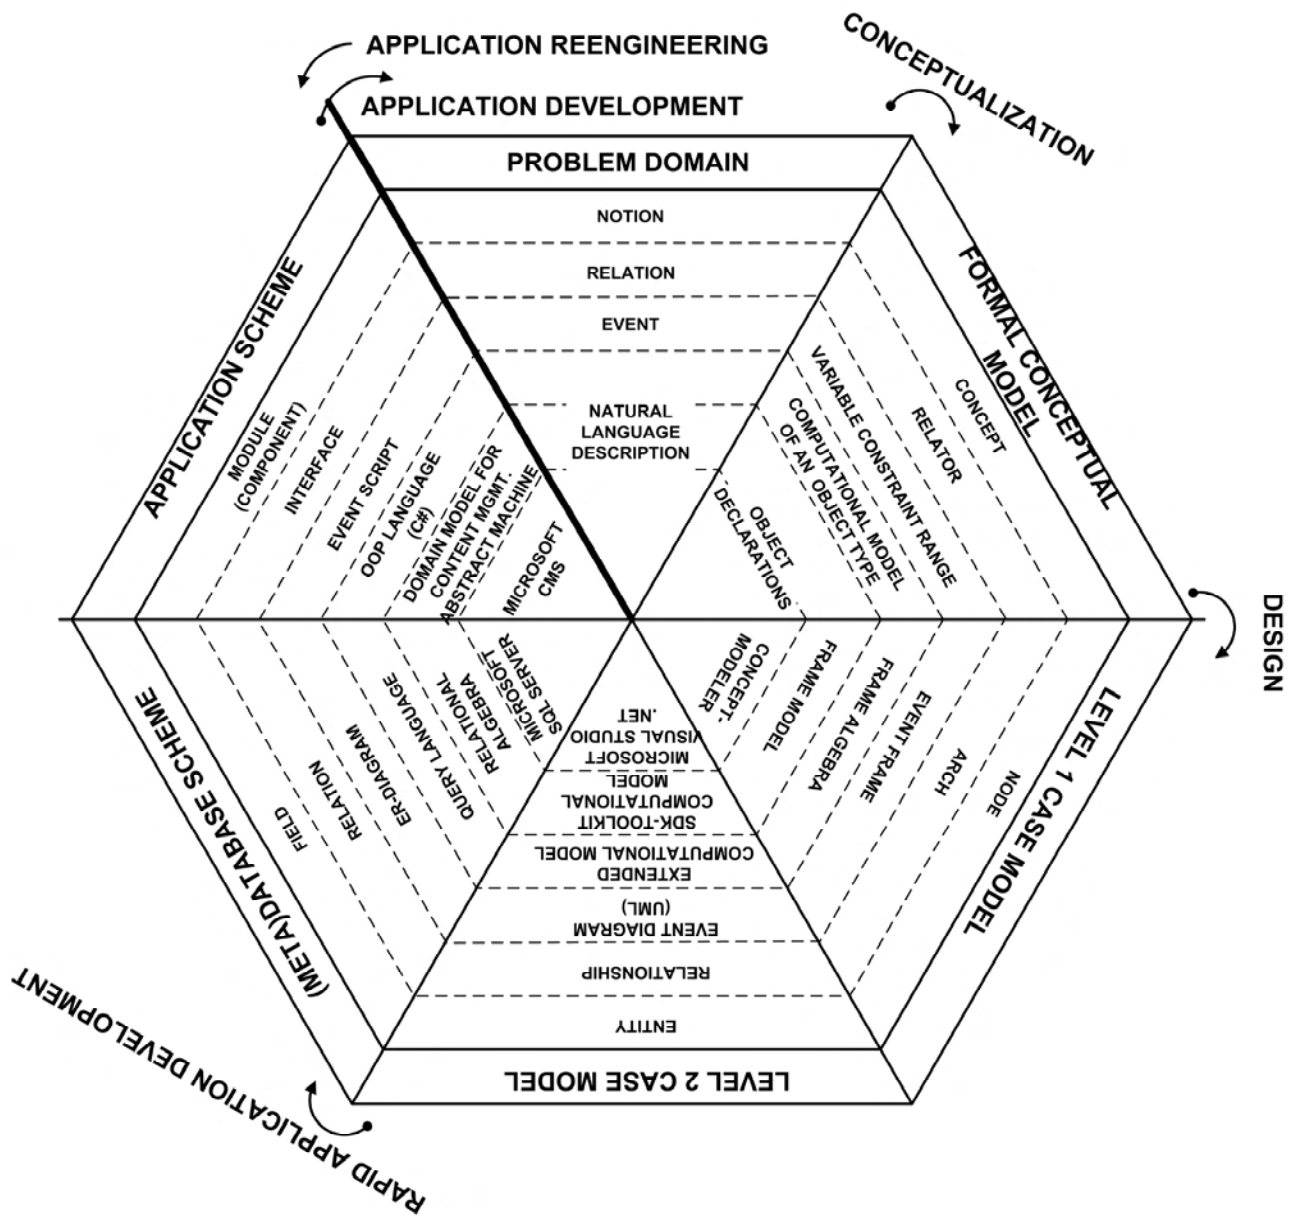 APPLICATION REENGINEERING
APPLICATION DEVELOPMENT
CONCEPTUALIZATION
PROBLEM DOMAIN
NOTION
RELATION
EVENT
NATURAL
LANGUAGE
DESCRIPTION
FORMAL CONCEPTUAL
MODEL
CONCEPT
RELATOR
VARIABLE CONSTRAINT RANGE
COMPUTATIONAL MODEL
OF AN OBJECT TYPE
OBJECT
DECLARATIONS
DESIGN
LEVEL 1 CASE MODEL
NODE
ARCH
EVENT FRAME
FRAME ALGEBRA
FRAME MODEL
CONCEPT-
MODELER
LEVEL 2 CASE MODEL
ENTITY
RELATIONSHIP
EVENT DIAGRAM
(UML)
EXTENDED
COMPUTATIONAL MODEL
SDK-TOOLKIT
COMPUTATIONAL
MODEL
MICROSOFT
VISUAL STUDIO
.NET
RAPID APPLICATION DEVELOPMENT
(META)DATABASE SCHEME
FIELD
RELATION
ER-DIAGRAM
QUERY LANGUAGE
RELATIONAL
ALGEBRA
MICROSOFT
SQL SERVER
APPLICATION SCHEME
MODULE
(COMPONENT)
INTERFACE
EVENT SCRIPT
OOP LANGUAGE
(C#)
DOMAIN MODEL FOR
CONTENT MGMT.
ABSTRACT MACHINE
MICROSOFT
CMS